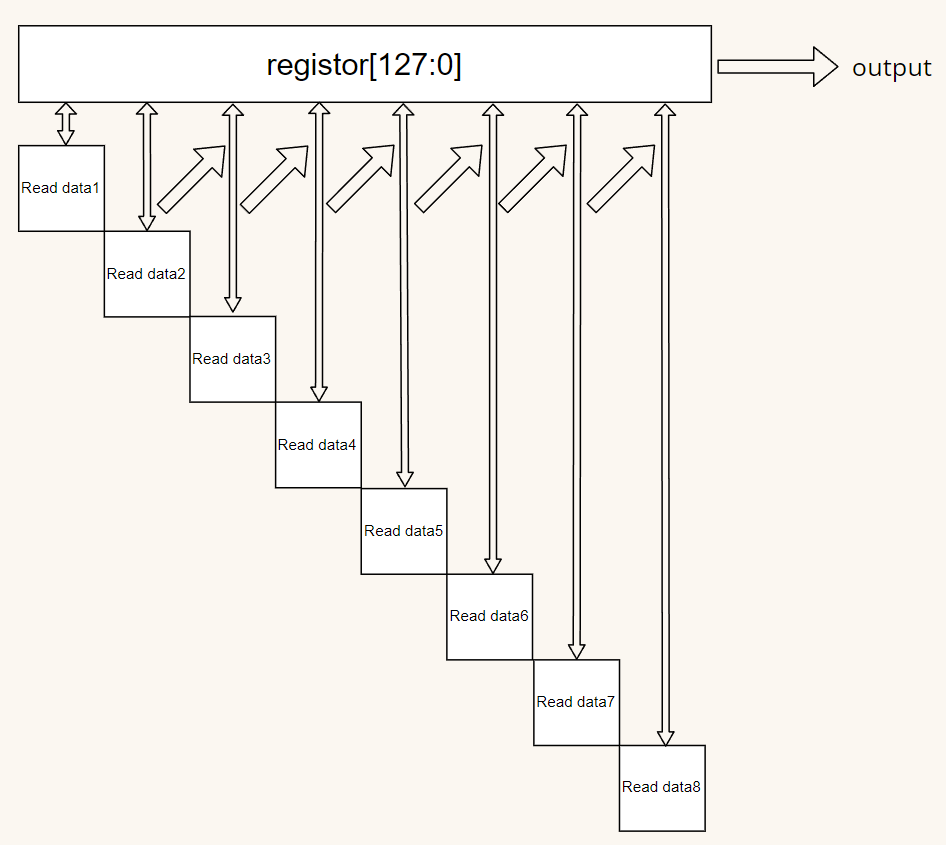 registor[127:0]
output
Read data1
Read data2
Read data3
Read data4
Read data5
Read data6
Read data7
Read data8